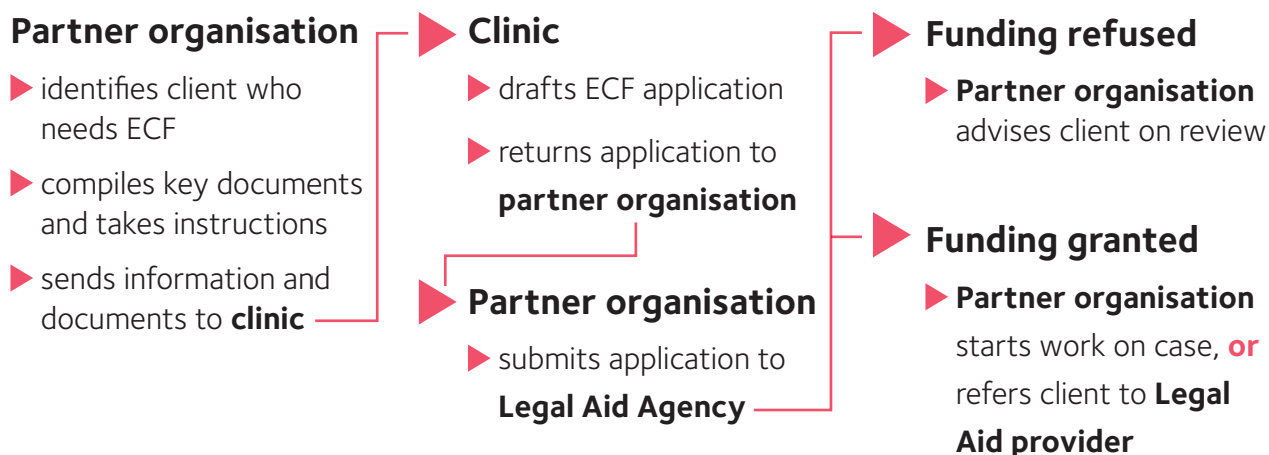 Partner organisation
identifies client who
needs ECF
compiles key documents
and takes instructions
sends information and
documents to clinic
Clinic
drafts ECF application
returns application to
partner organisation
Partner organisation
submits application to
Legal Aid Agency
Funding refused
Partner organisation
advises client on review
Funding granted
Partner organisation
starts work on case, or
refers client to Legal
Aid provider